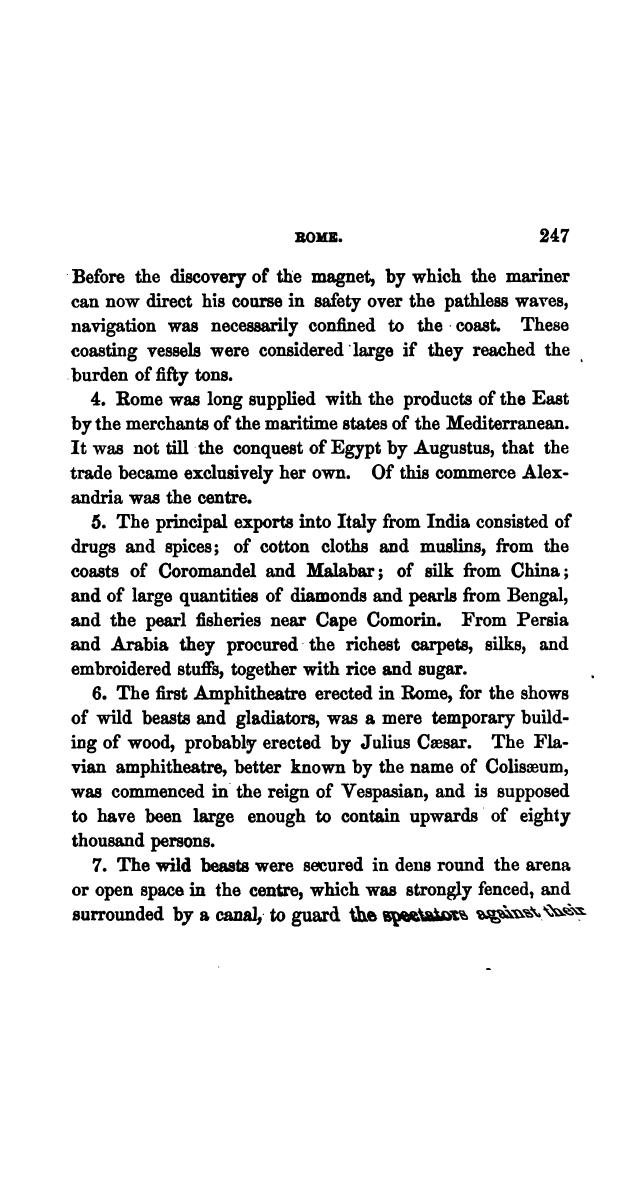 ROME. 247
Before the discovery of the magnet, by which the mariner
can now direct his course in safety over the pathless waves,
navigation was necessarily confined to the coast. These
coasting vessels were considered large if they reached the
burden of fifty tons.
4. Rome was long supplied with the products of the East
by the merchants of the maritime states of the Mediterranean.
It was not till the conquest of Egypt by Augustus, that the
trade became exclusively her own. Of this commerce Alex-
andria was the centre.
5. The principal exports into Italy from India consisted of
drugs and spices; of cotton cloths and muslins, from the
coasts of Coromandel and Malabar; of silk from China;
and of large quantities of diamonds and pearls from Bengal,
and the pearl fisheries near Cape Comorin. From Persia
and Arabia they procured the richest carpets, silks, and
embroidered stuffs, together with rice and sugar.
6. The first Amphitheatre erected in Rome, for the shows
of wild beasts and gladiators, was a mere temporary build-
ing of wood, probably erected by Julius Cæsar. The Fla-
vian amphitheatre, better known by the name of Colisæum,
was commenced in the reign of Vespasian, and is supposed
to have been large enough to contain upwards of eighty
thousand persons.
7. The wild beasts were secured in dens round the arena
or open space in the centre, which was strongly fenced, and
surrounded by a canal, to guard the spectators against their